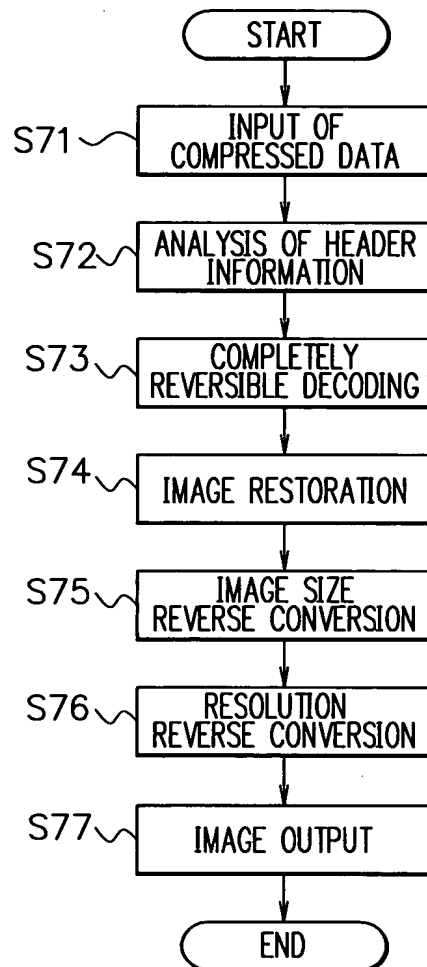 START
S71
INPUT OF
COMPRESSED DATA
S72
ANALYSIS OF HEADER
INFORMATION
S73
COMPLETELY
REVERSIBLE DECODING
S74
IMAGE RESTORATION
S75
IMAGE SIZE
REVERSE CONVERSION
S76
RESOLUTION
REVERSE CONVERSION
S77
IMAGE OUTPUT
END